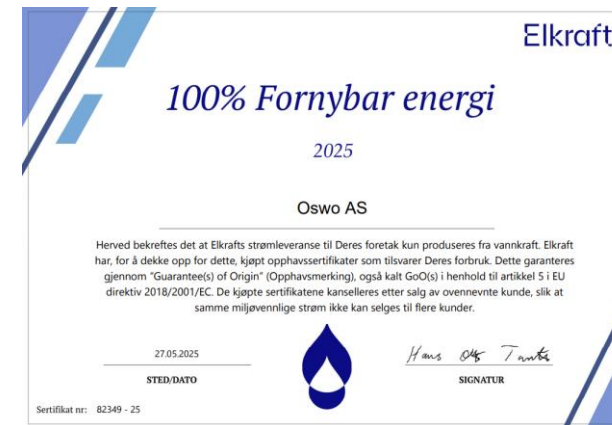 Elkraft
100% Fornybar energi
2025
Oswo AS
Herved bekreftes det at Elkrafts strømleveranse til Deres foretak kun produseres fra vannkraft. Elkraft
har, for å dekke opp for dette, kjøpt opphavssertifikater som tilsvarer Deres forbruk. Dette garanteres
gjennom "Guarantee(s) of Origin" (Opphavsmerking), også kalt GoO(s) i henhold til artikkel 5 i EU
direktiv 2018/2001/EC. De kjøpte sertifikatene kanselleres etter salg av ovennevnte kunde, slik at
samme miljøvennlige strøm ikke kan selges til flere kunder.
27.05.2025
STED/DATO
Hans
SIGNATUR
Sertifikat nr: 82349 - 25